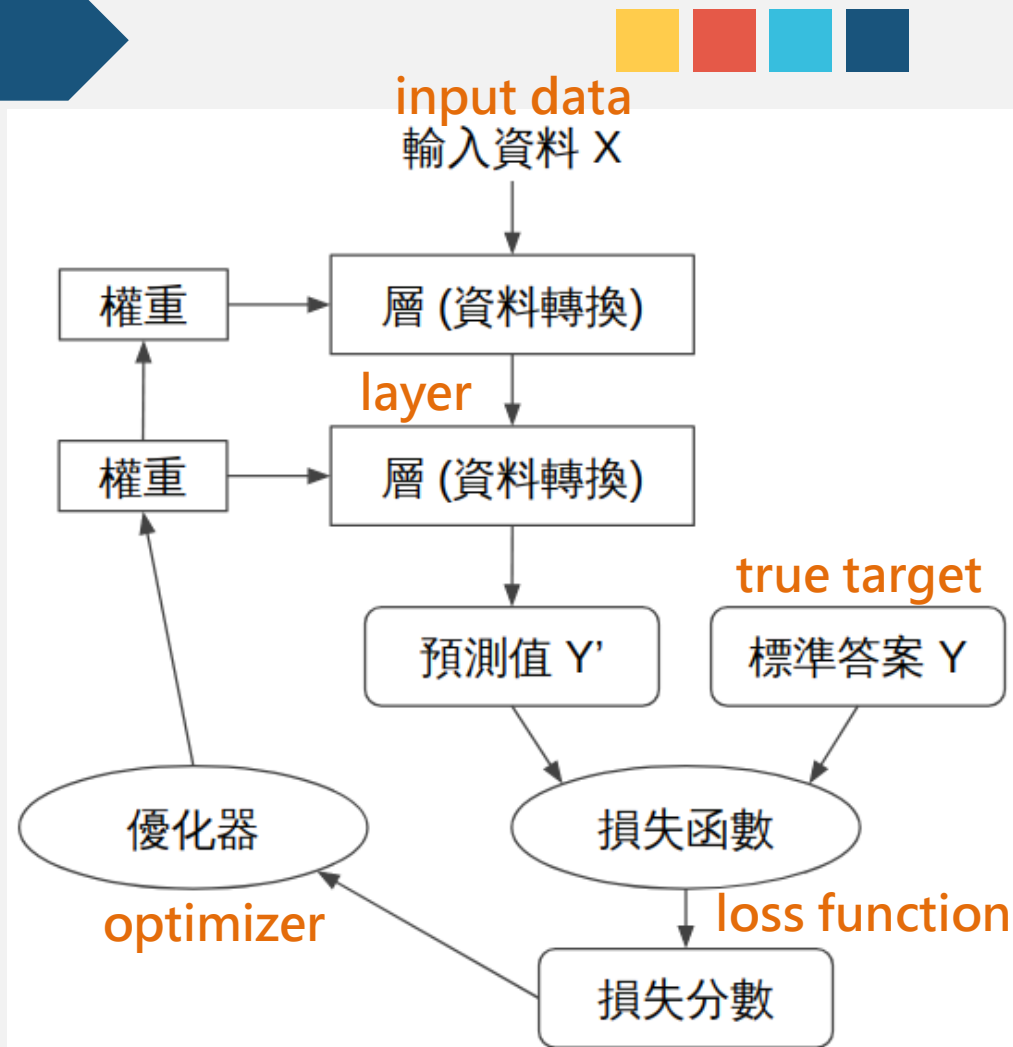 input data
輸入資料 X
權重
層 (資料轉換)
layer
權重
層 (資料轉換)
true target
預測值 Y’
標準答案 Y
優化器
損失函數
optimizer
loss function
損失分數